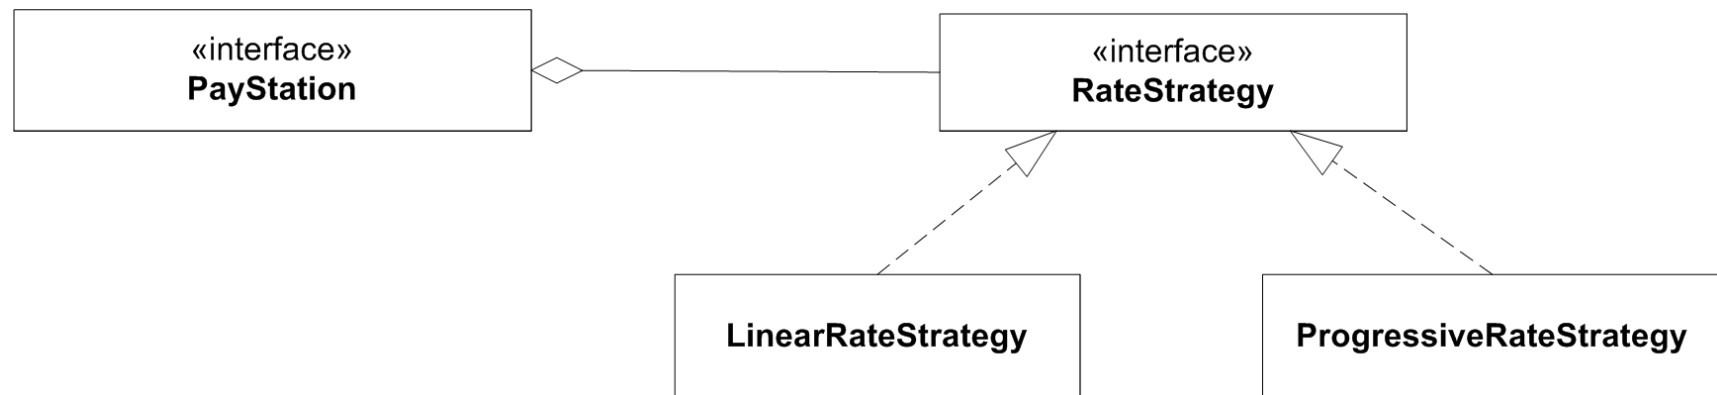 «interface»
PayStation
«interface»
RateStrategy
LinearRateStrategy
ProgressiveRateStrategy